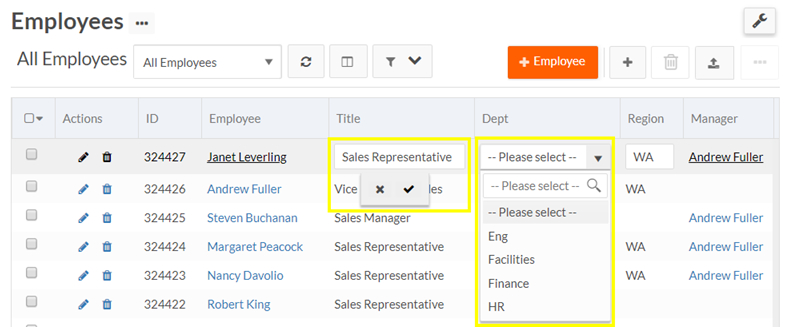 Employees ...
All Employees All Employees + Employee
Actions ID Employee Title Dept Region Manager
324427 Janet Leverling Sales Representative -- Please select -- WA Andrew Fuller
324426 Andrew Fuller Vice les -- Please select -- WA
324425 Steven Buchanan Sales Manager -- Please select -- Andrew Fuller
324424 Margaret Peacock Sales Representative Eng WA Andrew Fuller
Facilities
324423 Nancy Davolio Sales Representative Finance WA Andrew Fuller
324422 Robert King Sales Representative HR